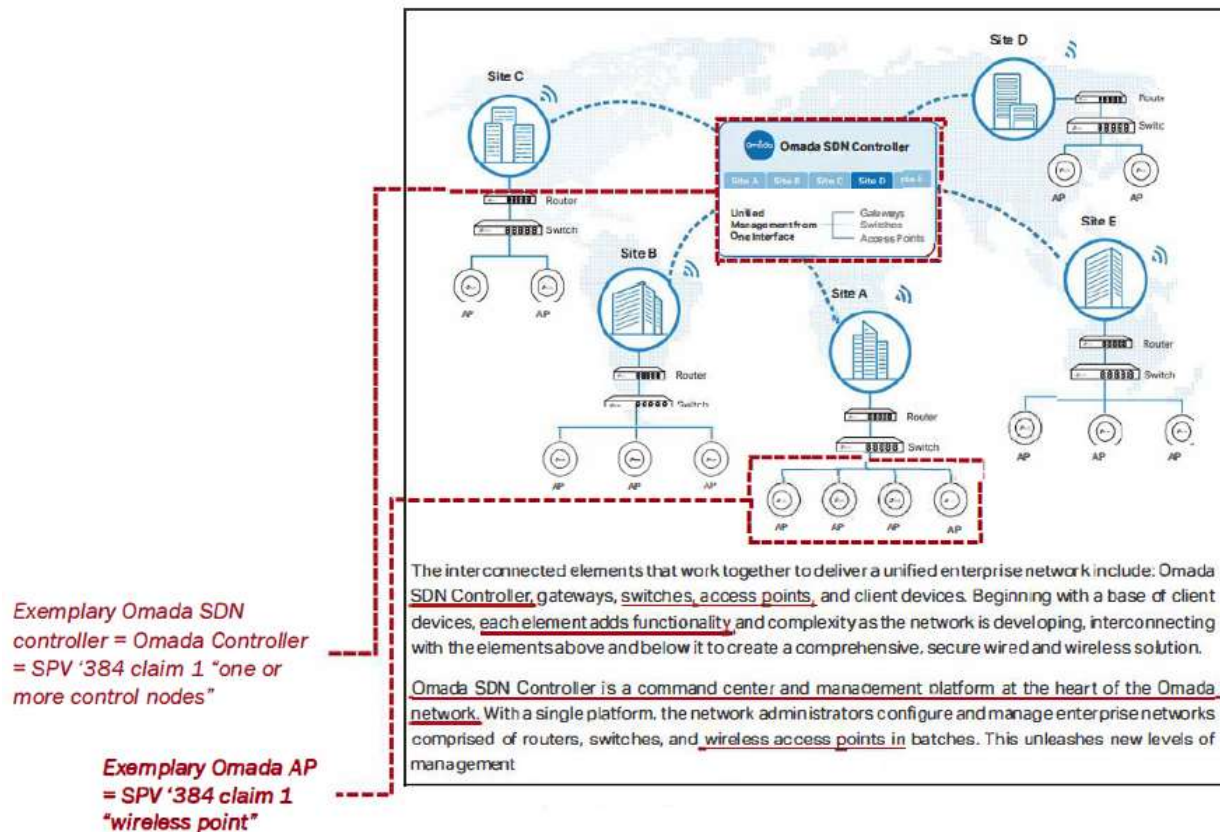 Site D
Site C
Route
Switc
Omada Omada SDN Controller
AP AP
Site A Site B Site C Site D
Router
Unified
Management from
One Interface
Gateways
Switches
Access Points
Switch
Site E
Site B
Site A
AP AP
Router
Router
Switch
Switch
Router
Switch
AP AP AP
AP AP AP
AP AP AP AP
The interconnected elements that work together to deliver a unified enterprise network include: Omada
SDN Controller, gateways, switches, access points, and client devices. Beginning with a base of client
devices, each element adds functionality and complexity as the network is developing, interconnecting
with the elements above and below it to create a comprehensive, secure wired and wireless solution.
Omada SDN Controller is a command center and management platform at the heart of the Omada
network. With a single platform, the network administrators configure and manage enterprise networks
comprised of routers, switches, and wireless access points in batches. This unleashes new levels of
management
Exemplary Omada SDN
controller = Omada Controller
= SPV ‘384 claim 1 “one or
more control nodes”
Exemplary Omada AP
= SPV ‘384 claim 1
“wireless point”